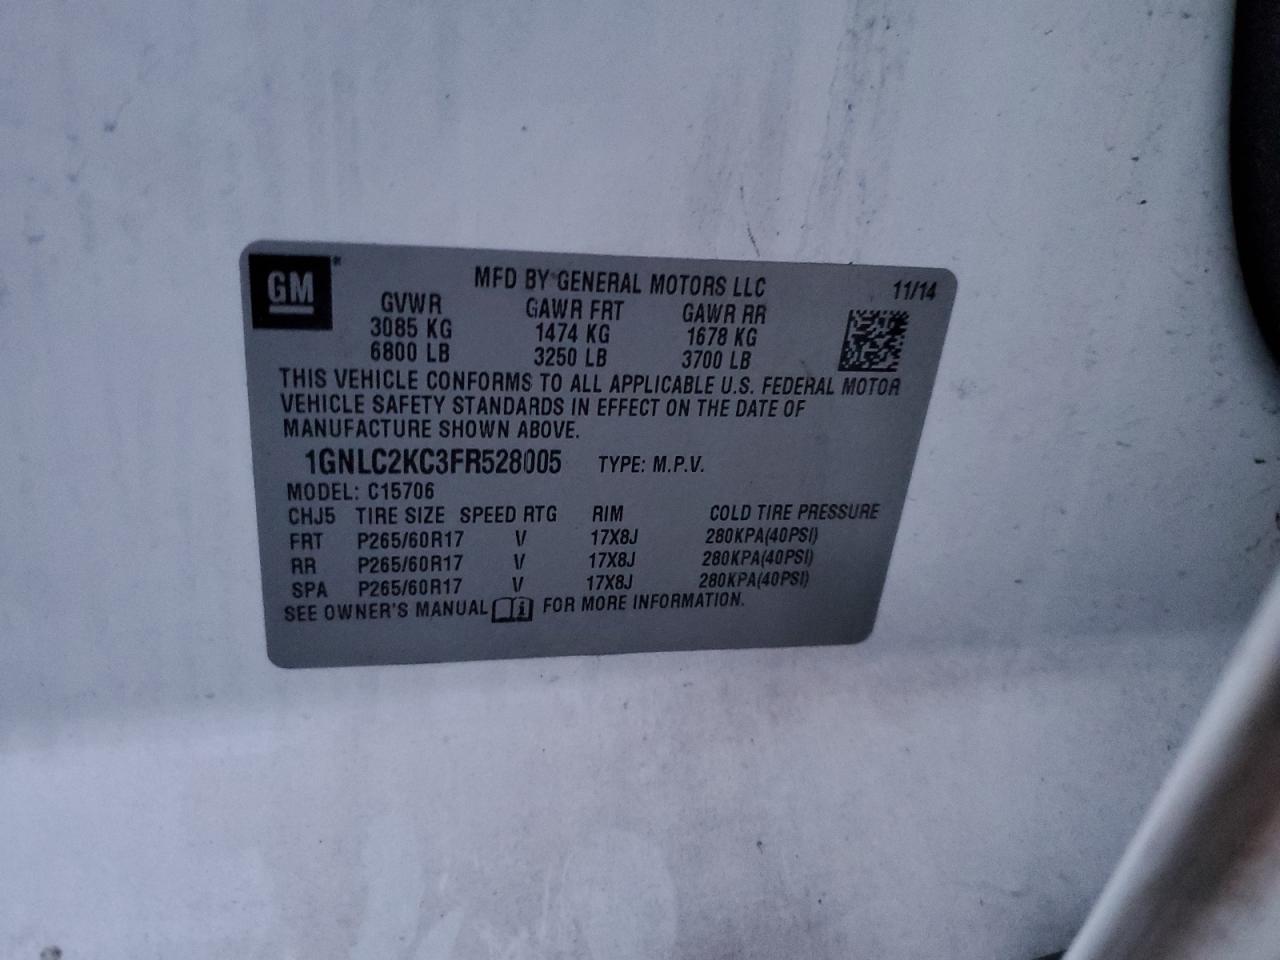 GM
MFD BY GENERAL MOTORS LLC 11/14
GVWR GAWR FRT GAWR RR
3085 KG 1474 KG 1678 KG
6800 LB 3250 LB 3700 LB
THIS VEHICLE CONFORMS TO ALL APPLICABLE U.S. FEDERAL MOTOR
VEHICLE SAFETY STANDARDS IN EFFECT ON THE DATE OF
MANUFACTURE SHOWN ABOVE.
1GNLC2KC3FR528005 TYPE: M.P.V.
MODEL: C15706
CHJ5 TIRE SIZE SPEED RTG RIM COLD TIRE PRESSURE
FRT P265/60R17 V 17X8J 280KPA(40PSI)
RR P265/60R17 V 17X8J 280KPA(40PSI)
SPA P265/60R17 V 17X8J 280KPA(40PSI)
SEE OWNER'S MANUAL FOR MORE INFORMATION.